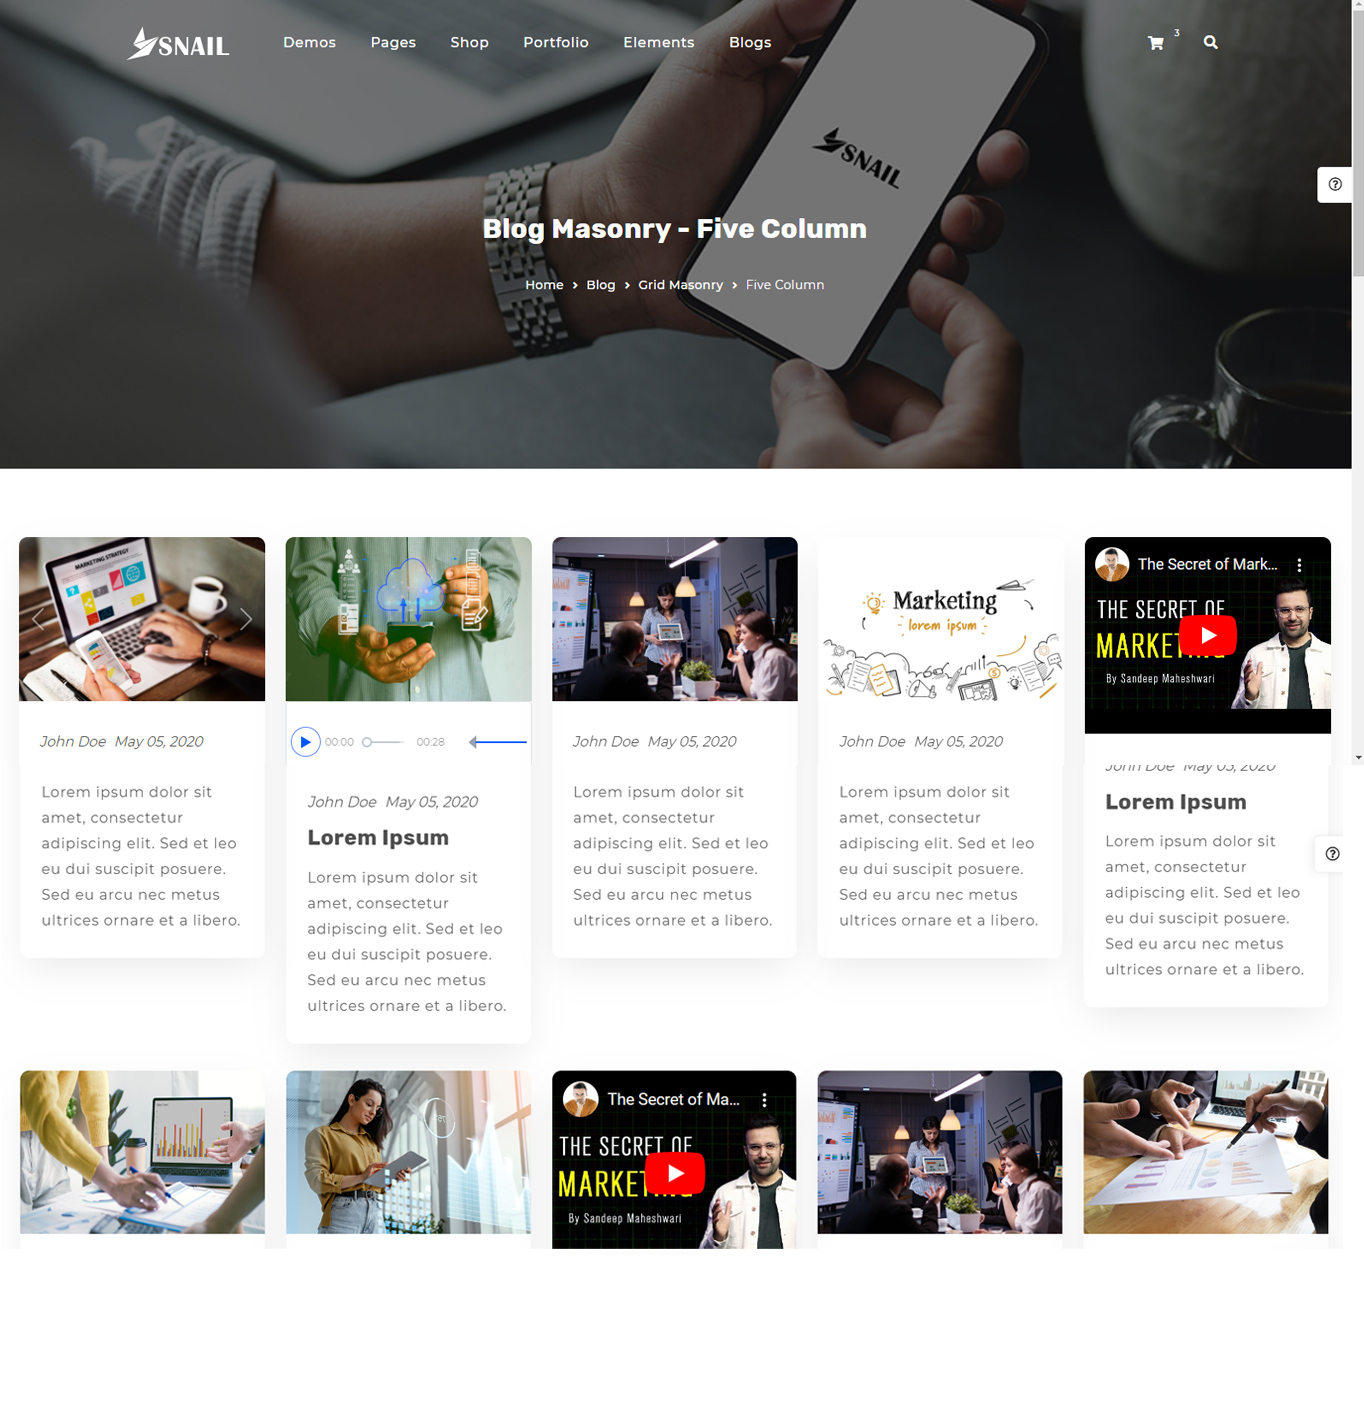 SNAIL
Demos
Pages
Shop
Portfolio
Elements
Blogs
3
SNAIL
Blog Masonry - Five Column
Home > Blog > Grid Masonry > Five Column
MARKETING STRATEGY
Marketing
lorem ipsum
The Secret of Mark...
THE SECRET OF
MARKETING
By Sandeep Maheshwari
John Doe May 05, 2020
00:00
00:28
John Doe May 05, 2020
John Doe May 05, 2020
John Doe May 05, 2020
Lorem ipsum dolor sit
amet, consectetur
adipiscing elit. Sed et leo
eu dui suscipit posuere.
Sed eu arcu nec metus
ultrices ornare et a libero.
John Doe May 05, 2020
Lorem Ipsum
Lorem ipsum dolor sit
amet, consectetur
adipiscing elit. Sed et leo
eu dui suscipit posuere.
Sed eu arcu nec metus
ultrices ornare et a libero.
Lorem ipsum dolor sit
amet, consectetur
adipiscing elit. Sed et leo
eu dui suscipit posuere.
Sed eu arcu nec metus
ultrices ornare et a libero.
Lorem ipsum dolor sit
amet, consectetur
adipiscing elit. Sed et leo
eu dui suscipit posuere.
Sed eu arcu nec metus
ultrices ornare et a libero.
Lorem Ipsum
Lorem ipsum dolor sit
amet, consectetur
adipiscing elit. Sed et leo
eu dui suscipit posuere.
Sed eu arcu nec metus
ultrices ornare et a libero.
The Secret of Ma...
THE SECRET OF
MARKETING
By Sandeep Maheshwari